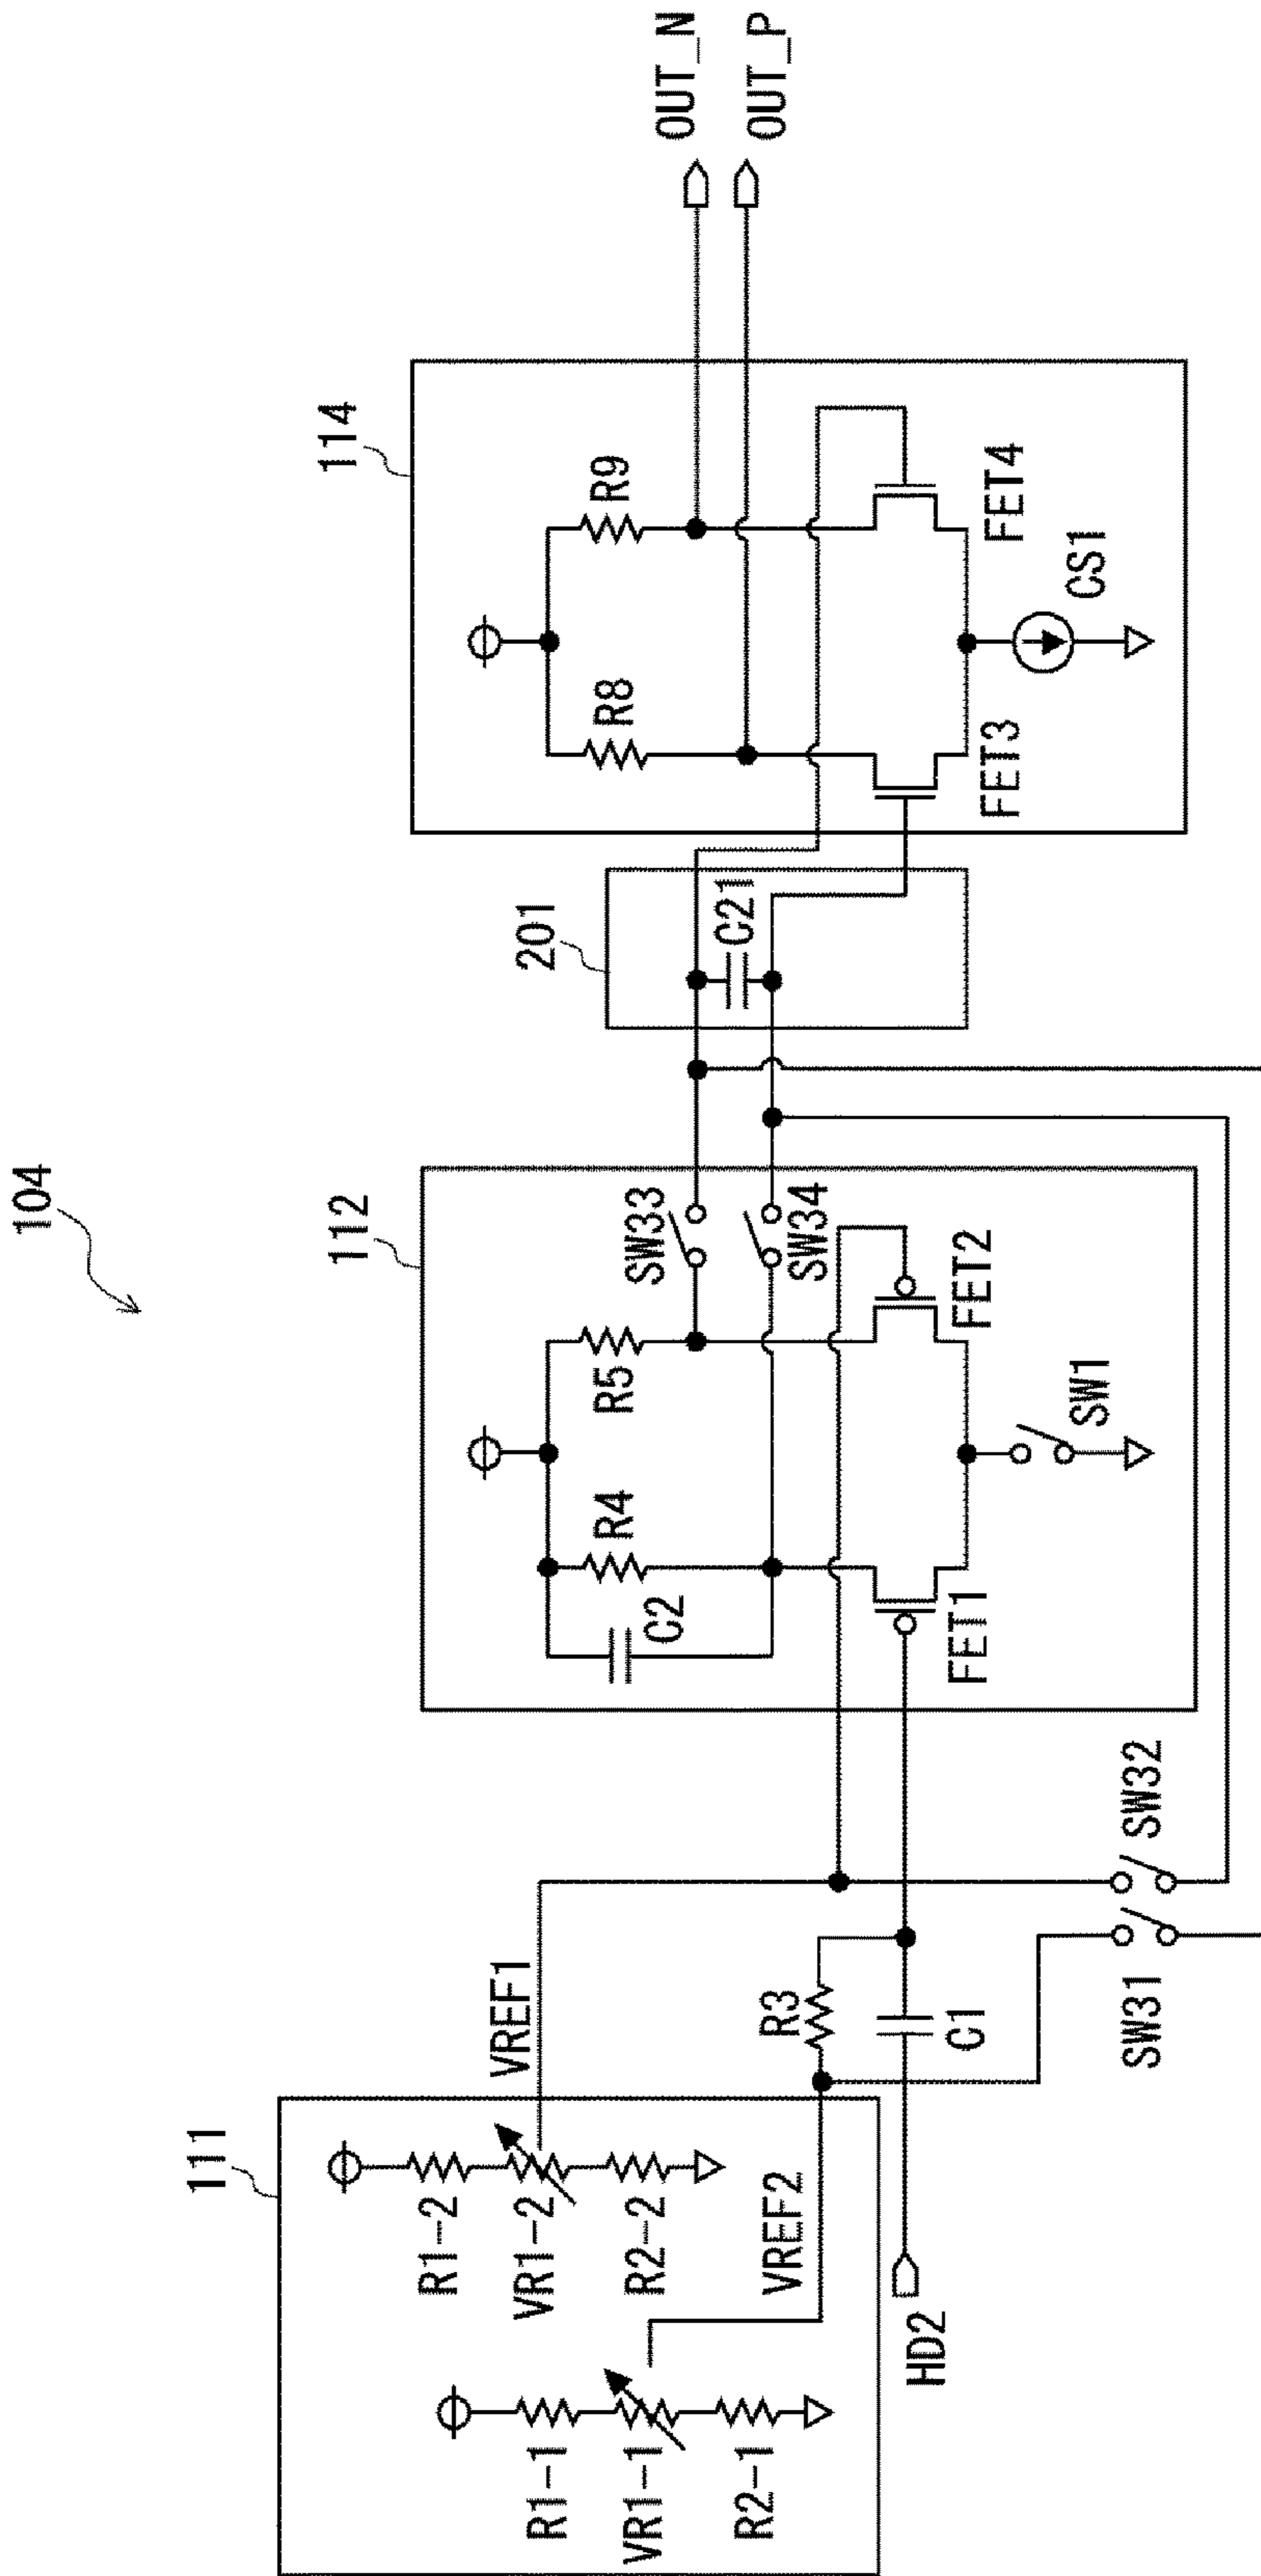 104
111
R1-1
VR1-1
R2-1
R1-2
VR1-2
R2-2
VREF1
VREF2
HD2
R3
C1
SW31
SW32
112
C2
R4
R5
SW33
SW34
FET1
FET2
SW1
201
C21
114
R8
R9
FET3
FET4
CS1
OUT_N
OUT_P